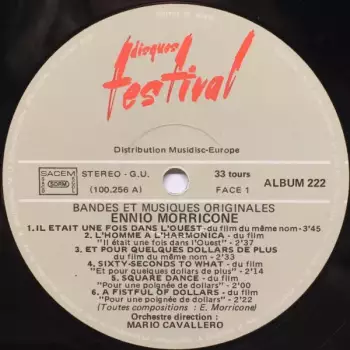 disques
festival
Distribution Musidisc-Europe
SACEM
SDRM
STEREO - G.U.
33 tours
(100.256 A)
FACE 1
ALBUM 222
BANDES ET MUSIQUES ORIGINALES
ENNIO MORRICONE
1. IL ETAIT UNE FOIS DANS L'OUEST - du film du même nom - 3'45
2. L'HOMME A L'HARMONICA - du film
"Il était une fois dans l'Ouest" - 2'37
3. ET POUR QUELQUES DOLLARS DE PLUS
du film du même nom - 2'33
4. SIXTY-SECONDS TO WHAT - du film
"Et pour quelques dollars de plus" - 2'14
5. SQUARE DANCE - du film
"Pour une poignée de dollars" - 2'00
6. A FISTFUL OF DOLLARS - du film
"Pour une poignée de dollars" - 2'22
(Toutes compositions : E. Morricone)
Orchestre direction :
MARIO CAVALLERO